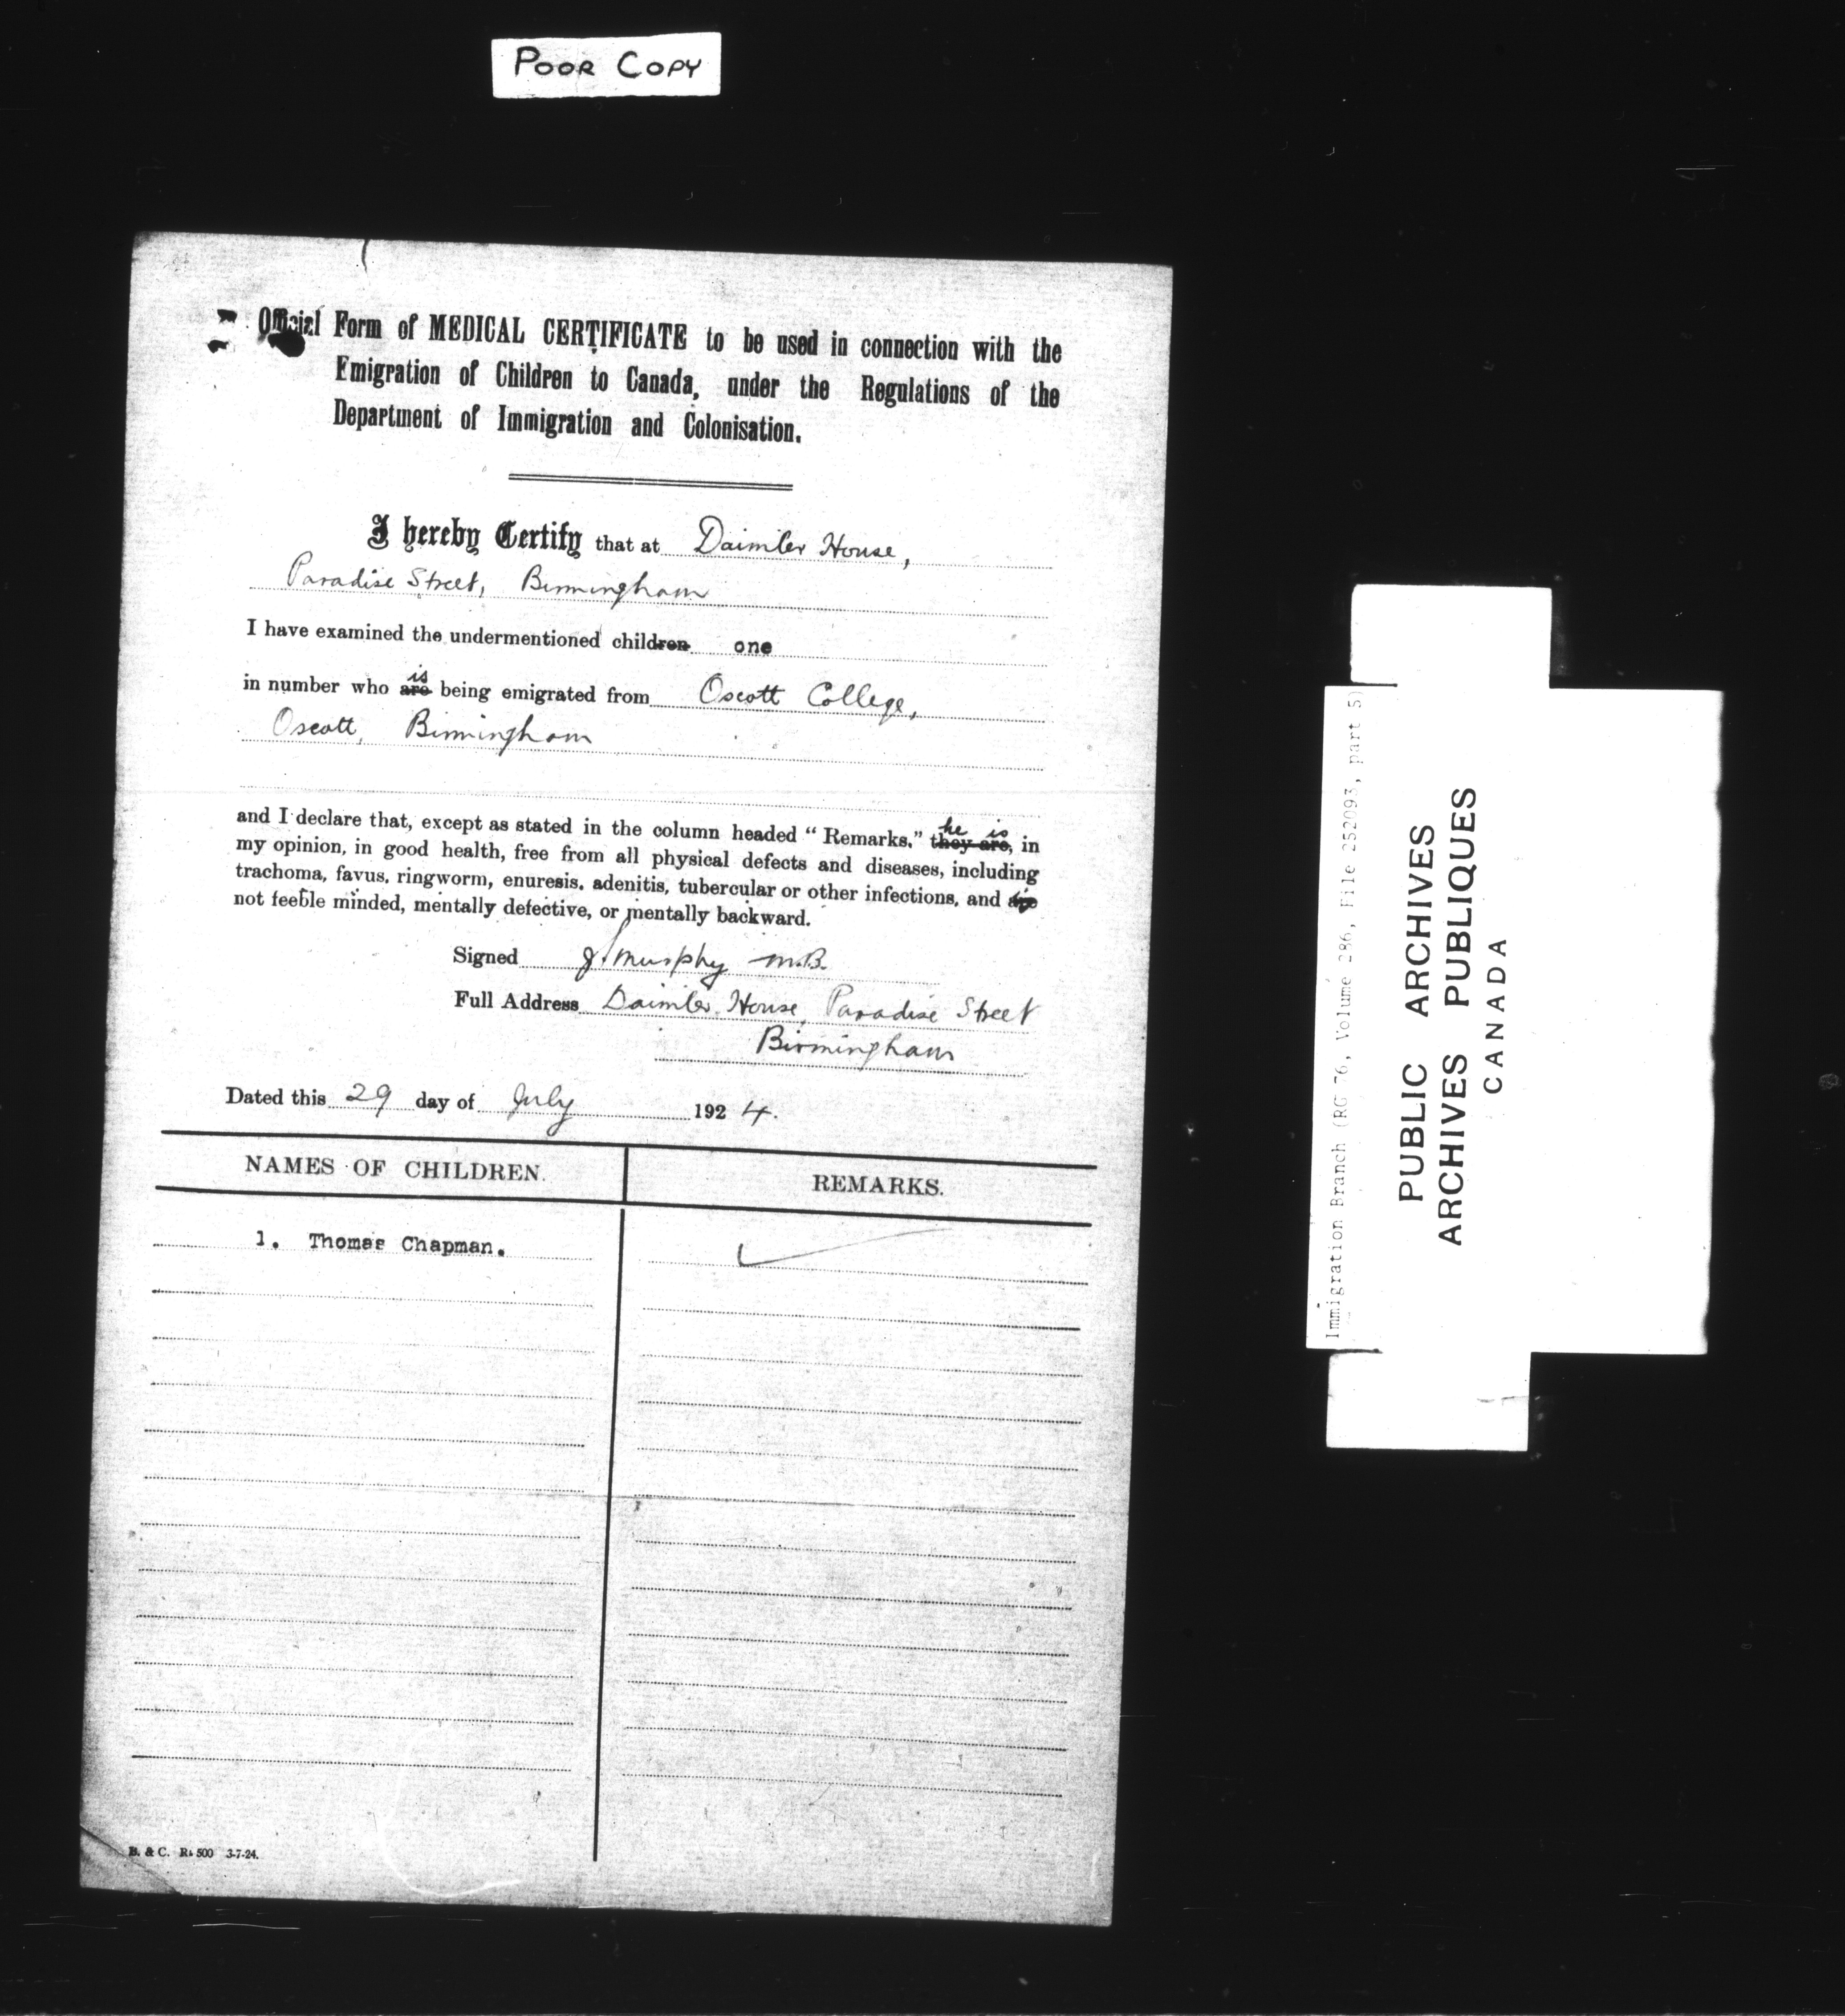 POOR COPY
Official Form of MEDICAL CERTIFICATE to be used in connection with the
Emigration of Children to Canada, under the Regulations of the
Department of Immigration and Colonisation.
I hereby Certify that at Daimler House,
Paradise Street, Birmingham
I have examined the undermentioned children one
in number who are is being emigrated from Oscott College,
Oscott, Birmingham
and I declare that, except as stated in the column headed "Remarks," they are, he is in
my opinion, in good health, free from all physical defects and diseases, including
trachoma, favus, ringworm, enuresis, adenitis, tubercular or other infections, and is
not feeble minded, mentally defective, or mentally backward.
Signed J. Murphy M.B.
Full Address Daimler House, Paradise Street
Birmingham
Dated this 29 day of July 1924.
NAMES OF CHILDREN. REMARKS.
1. Thomas Chapman.
B. & C. 500 3-7-24.
Immigration Branch (RG 76, Volume 286, File 252093, part 5)
PUBLIC ARCHIVES
ARCHIVES PUBLIQUES
CANADA